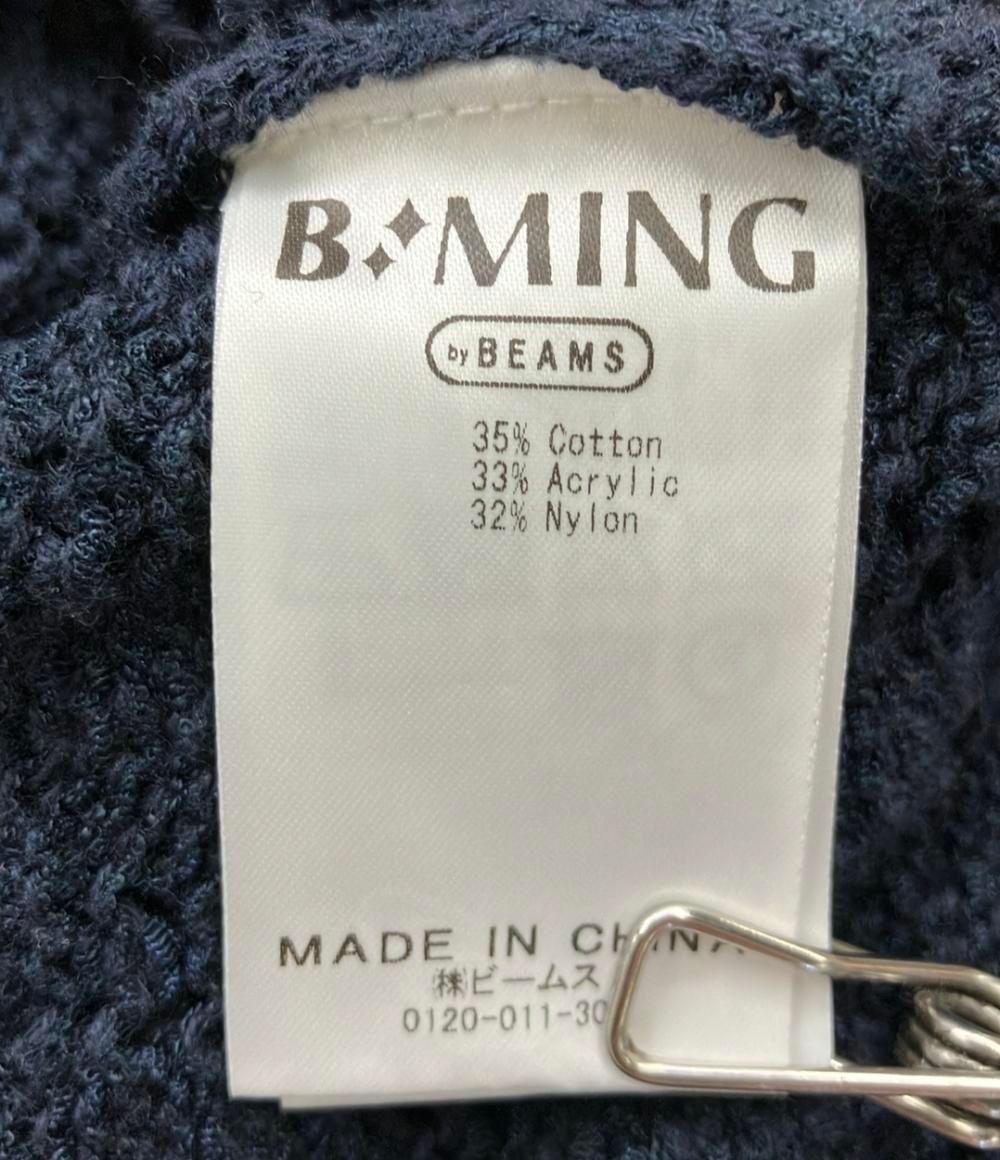 B MING
by BEAMS
35% Cotton
33% Acrylic
32% Nylon
MADE IN CHINA
㈱ビームス
0120-011-30